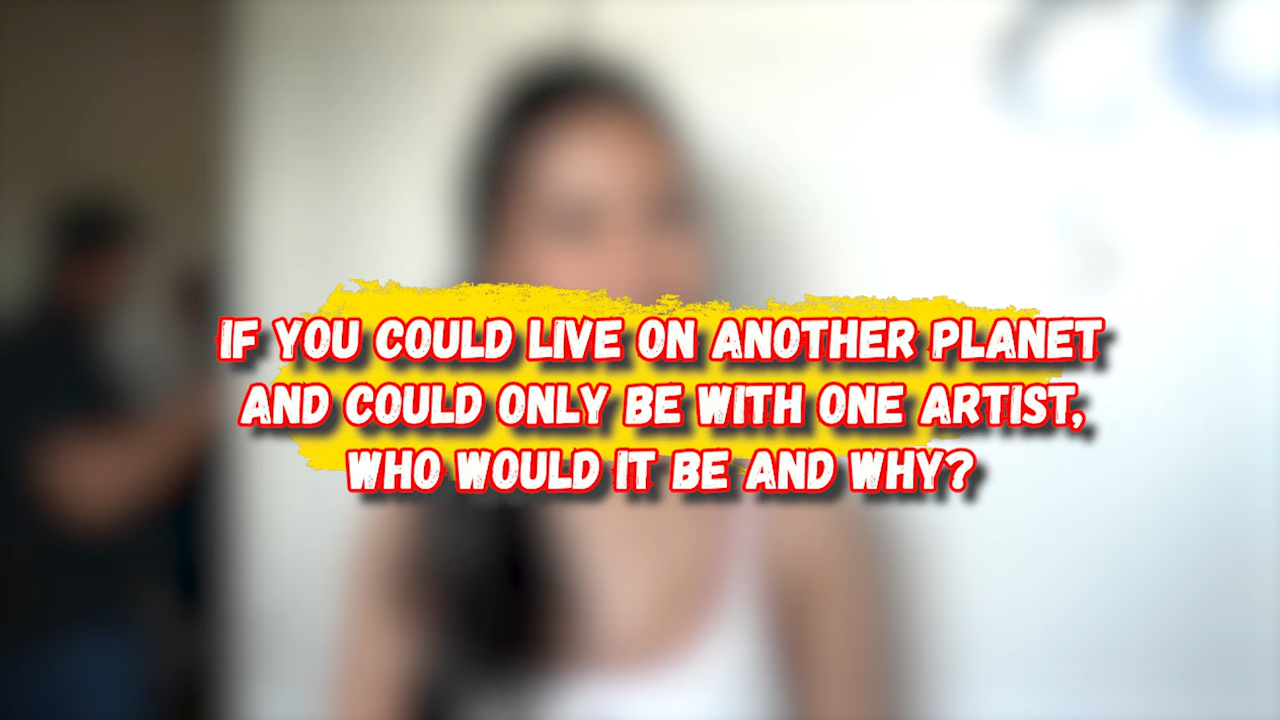 IF YOU COULD LIVE ON ANOTHER PLANET
AND COULD ONLY BE WITH ONE ARTIST,
WHO WOULD IT BE AND WHY?